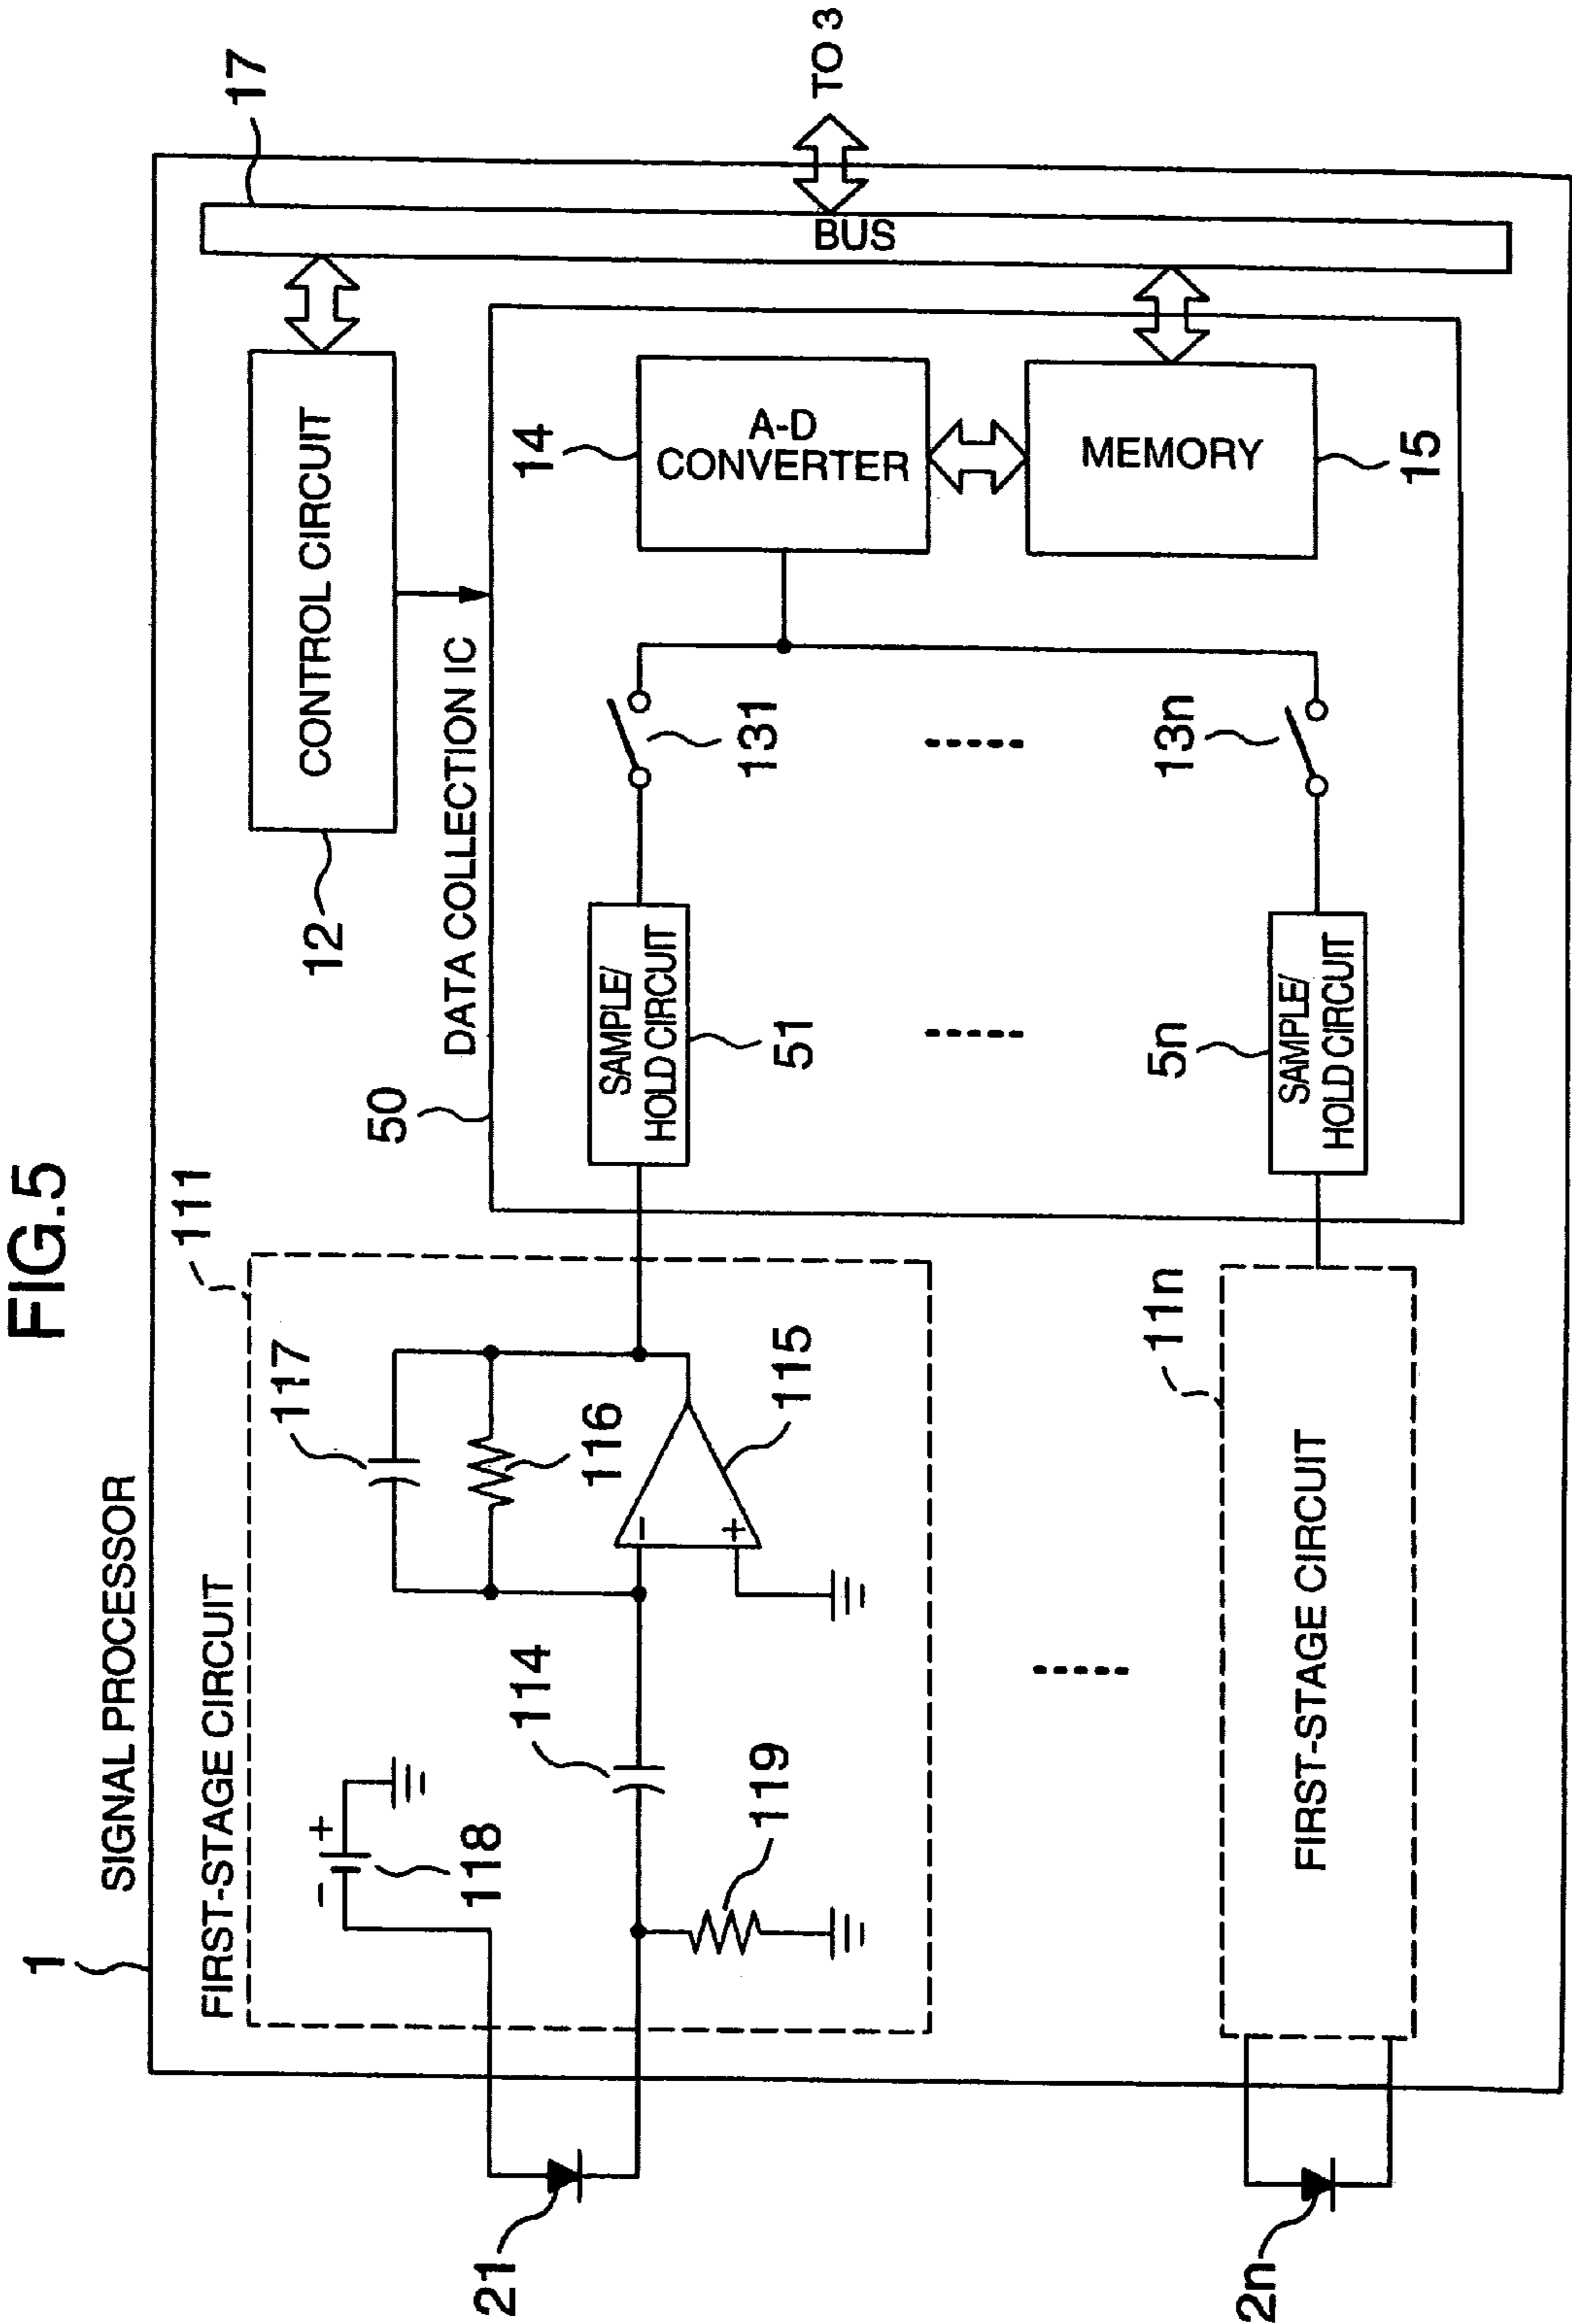 FIG.5
1
SIGNAL PROCESSOR
FIRST-STAGE CIRCUIT
111
118
−
+
114
119
117
116
115
−
+
21
50
DATA COLLECTION IC
12
CONTROL CIRCUIT
17
BUS
TO 3
SAMPLE/
HOLD CIRCUIT
51
131
14
A-D
CONVERTER
MEMORY
15
13n
5n
SAMPLE/
HOLD CIRCUIT
11n
FIRST-STAGE CIRCUIT
2n